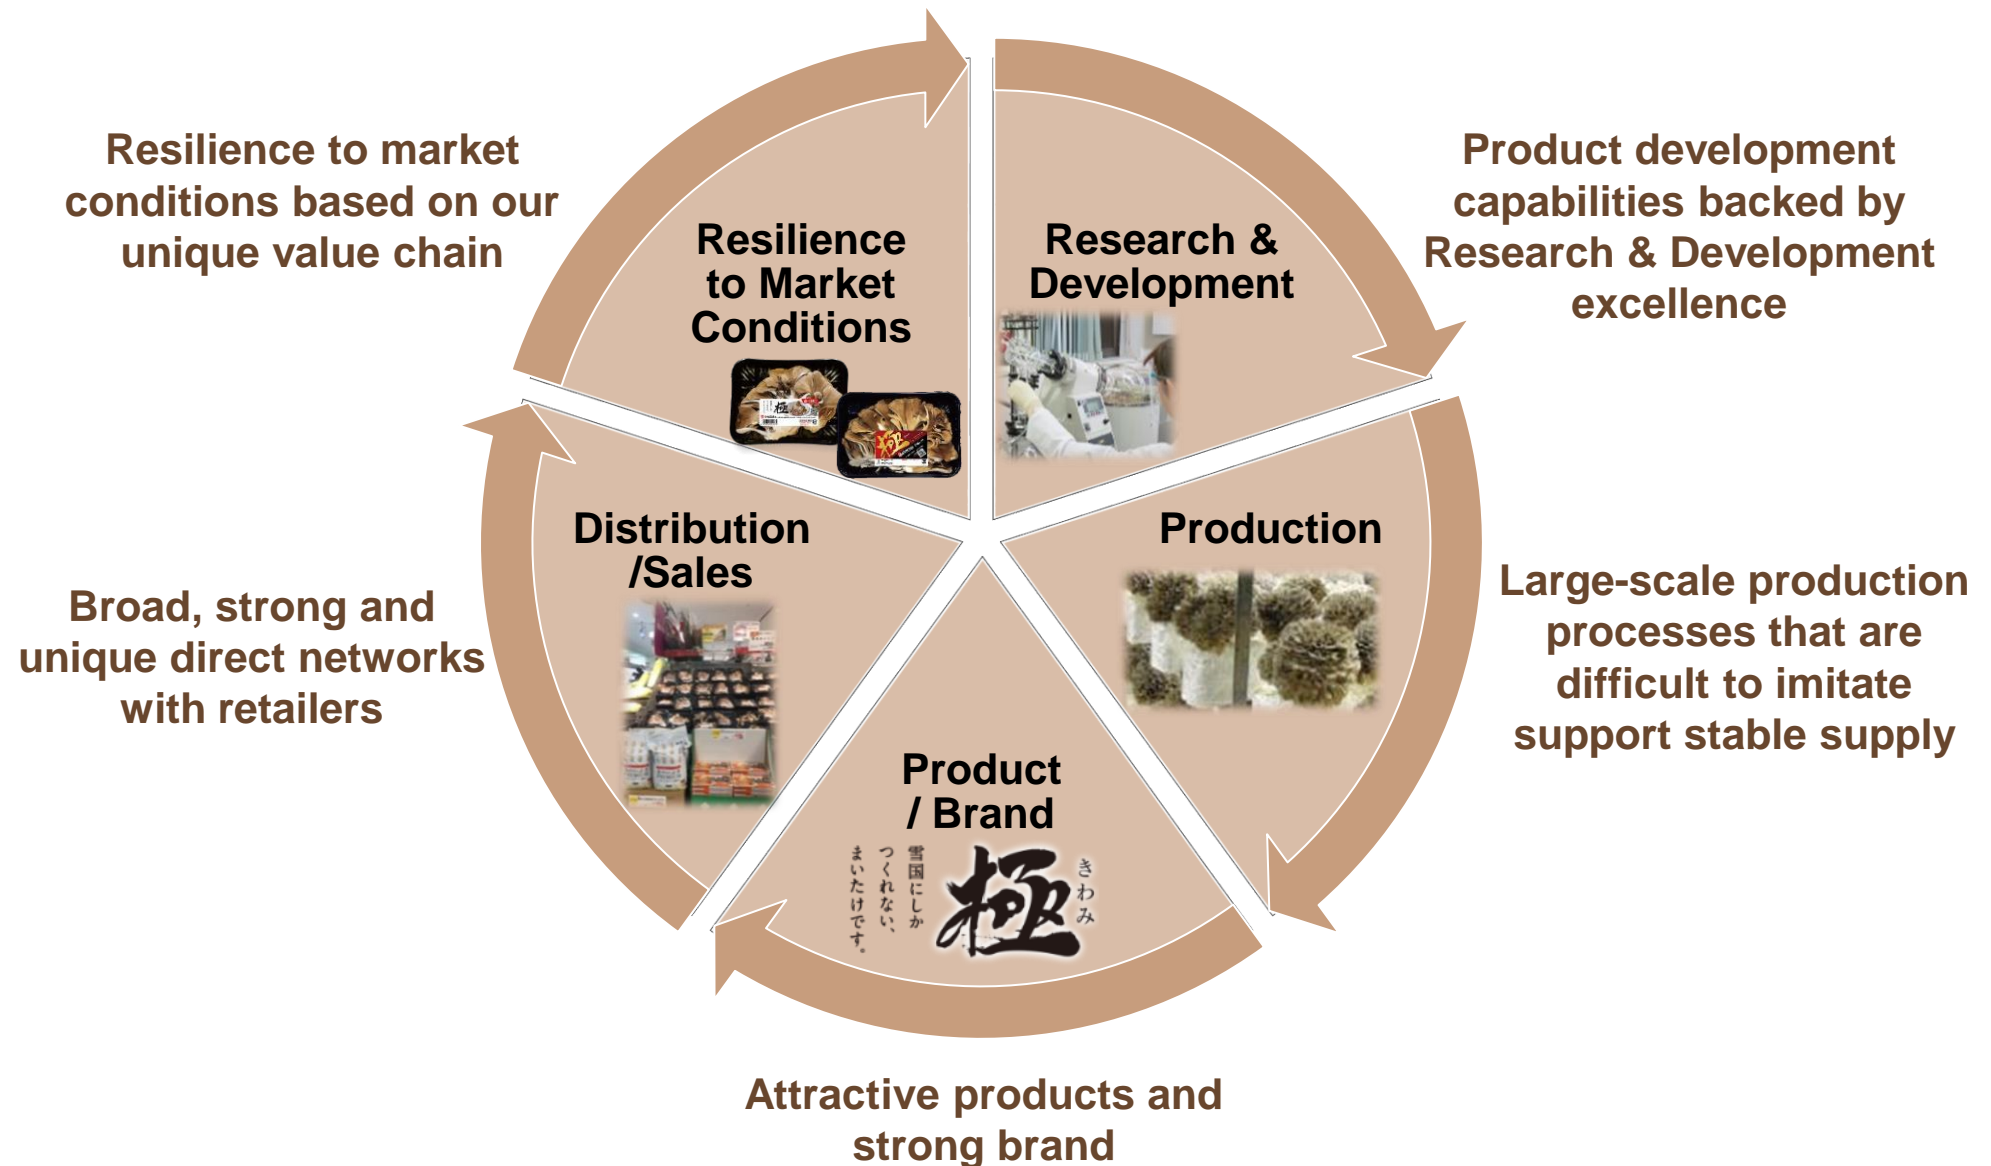 Resilience to market
conditions based on our
unique value chain
Product development
capabilities backed by
Research & Development
excellence
Resilience
to Market
Conditions
極
極
Research &
Development
Distribution
/Sales
Production
Broad, strong and
unique direct networks
with retailers
Large-scale production
processes that are
difficult to imitate
support stable supply
Product
/ Brand
極
きわみ
雪国にしか
つくれない、
まいたけです。
Attractive products and
strong brand